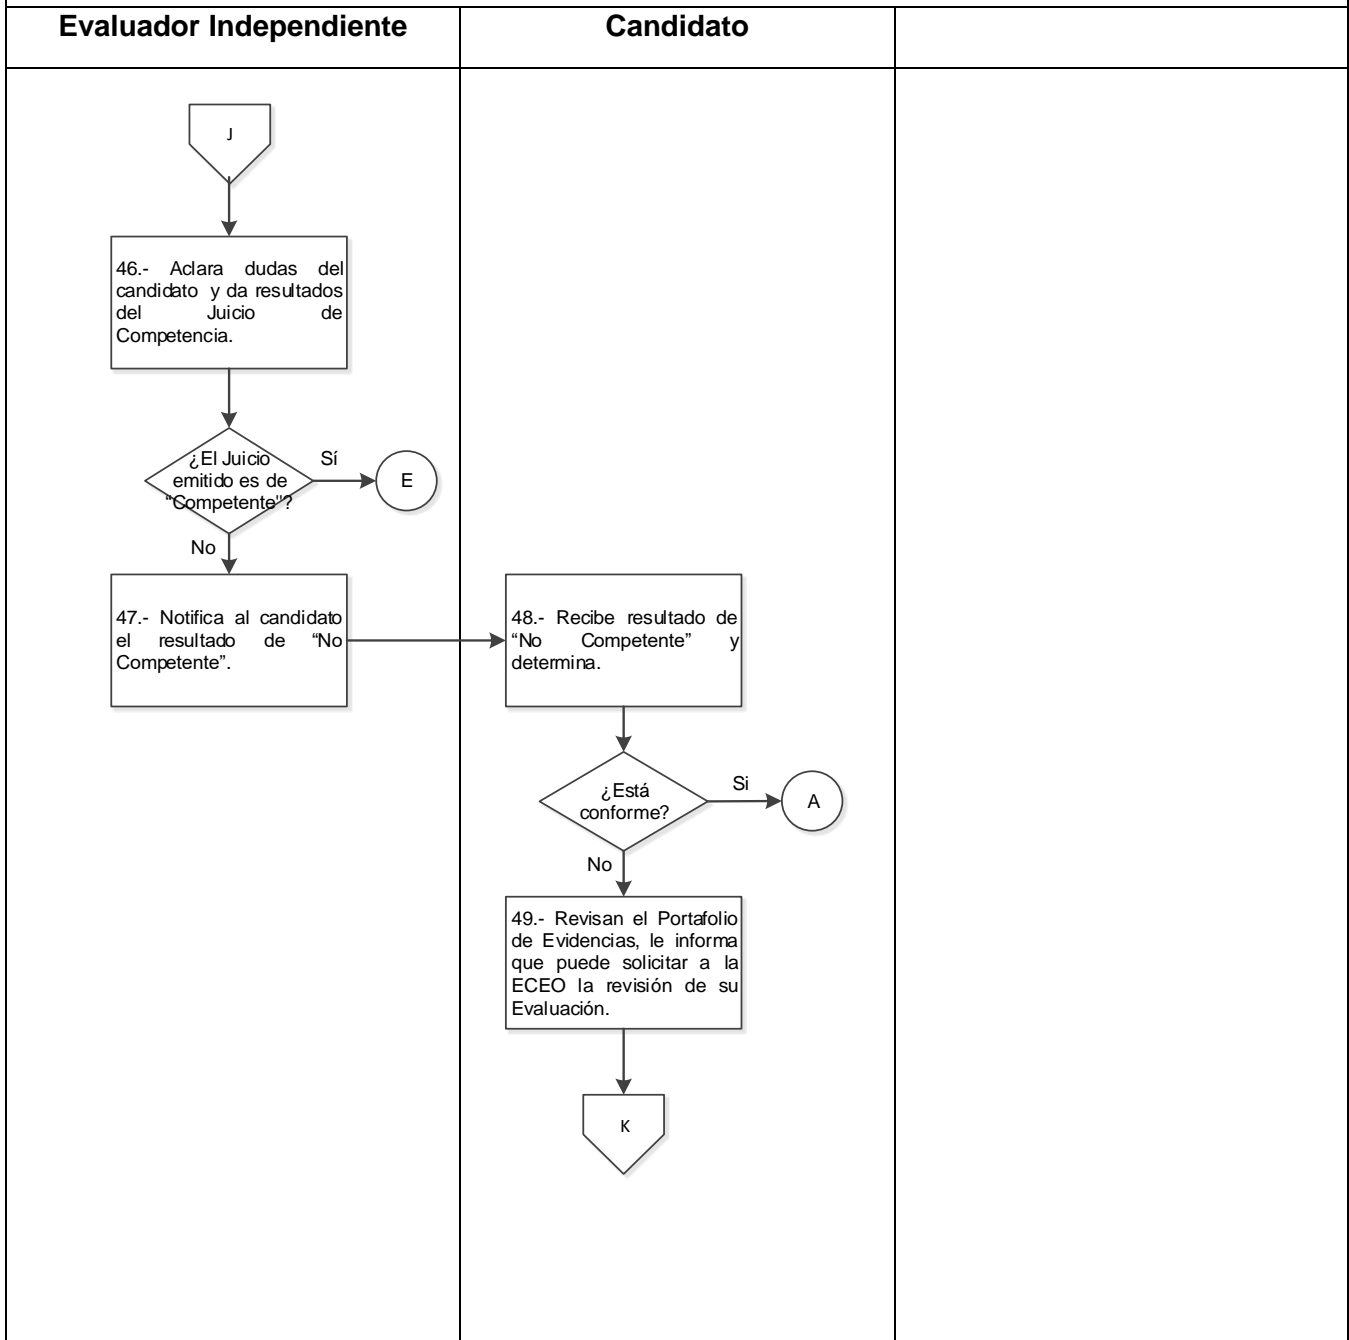 Evaluador Independiente
Candidato
J
46.- Aclara dudas del
candidato y da resultados
del Juicio de
Competencia.
¿El Juicio
emitido es de
“Competente"?
Sí
E
No
47.- Notifica al candidato
el resultado de “No
Competente”.
48.- Recibe resultado de
“No Competente” y
determina.
¿Está
conforme?
Si
A
No
49.- Revisan el Portafolio
de Evidencias, le informa
que puede solicitar a la
ECEO la revisión de su
Evaluación.
K